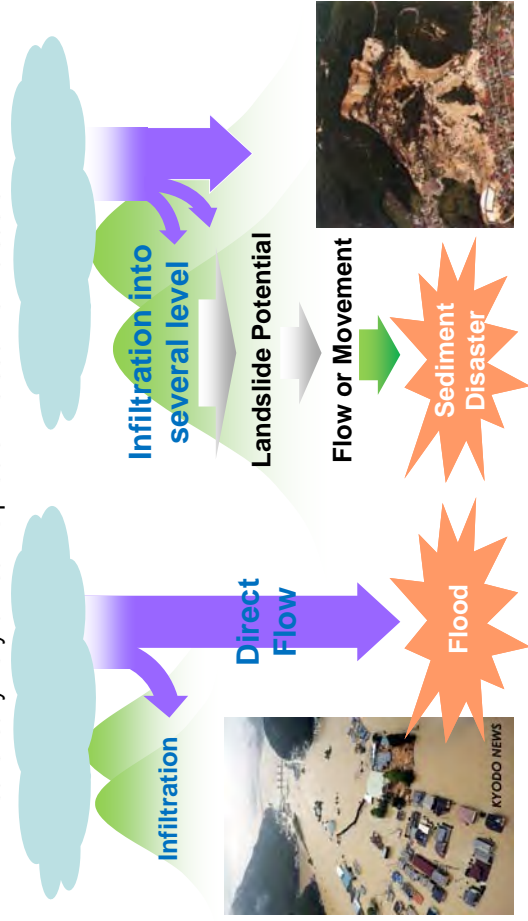 Infiltration
Direct
Flow
Flood
KYODO NEWS
Infiltration into
several level
Landslide Potential
Flow or Movement
Sediment
Disaster